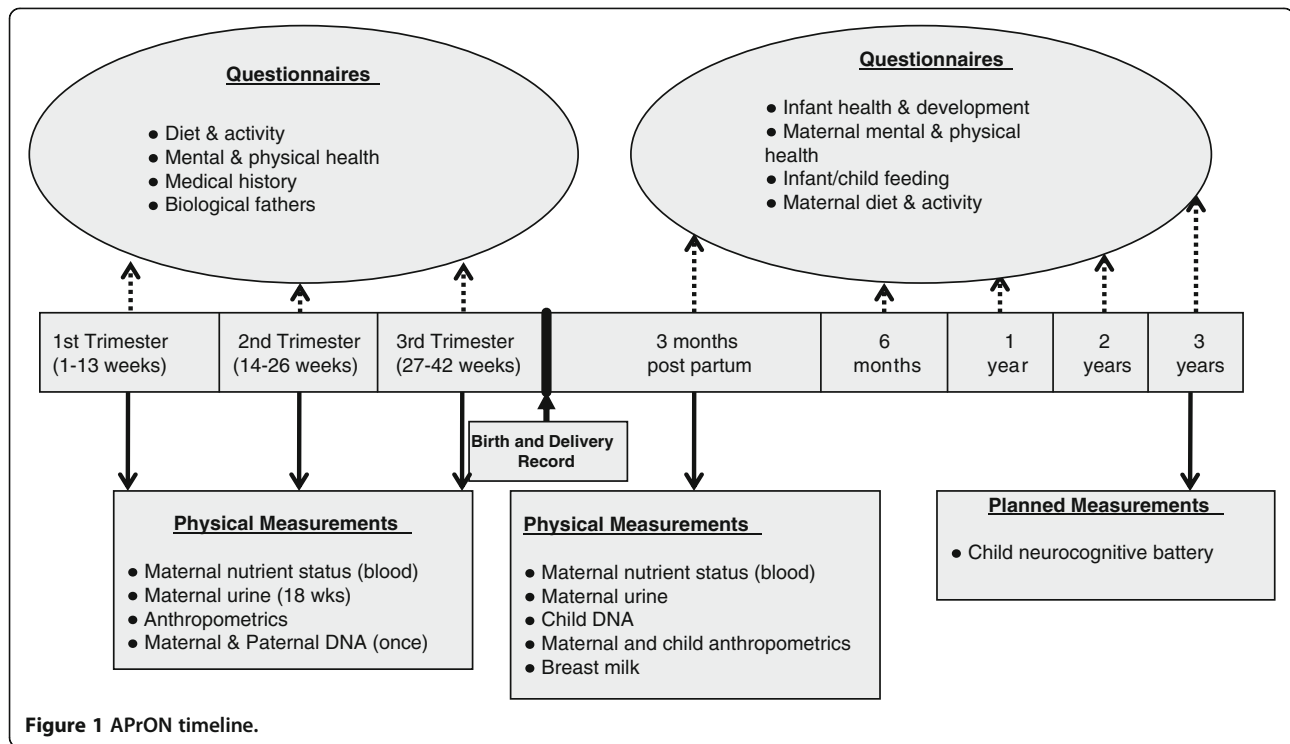 Questionnaires
● Diet & activity
● Mental & physical health
● Medical history
● Biological fathers
Questionnaires
● Infant health & development
● Maternal mental & physical
health
● Infant/child feeding
● Maternal diet & activity
1st Trimester
(1-13 weeks)
2nd Trimester
(14-26 weeks)
3rd Trimester
(27-42 weeks)
3 months
post partum
6
months
1
year
2
years
3
years
Birth and Delivery
Record
Physical Measurements
● Maternal nutrient status (blood)
● Maternal urine (18 wks)
● Anthropometrics
● Maternal & Paternal DNA (once)
Physical Measurements
● Maternal nutrient status (blood)
● Maternal urine
● Child DNA
● Maternal and child anthropometrics
● Breast milk
Planned Measurements
● Child neurocognitive battery
Figure 1 APrON timeline.